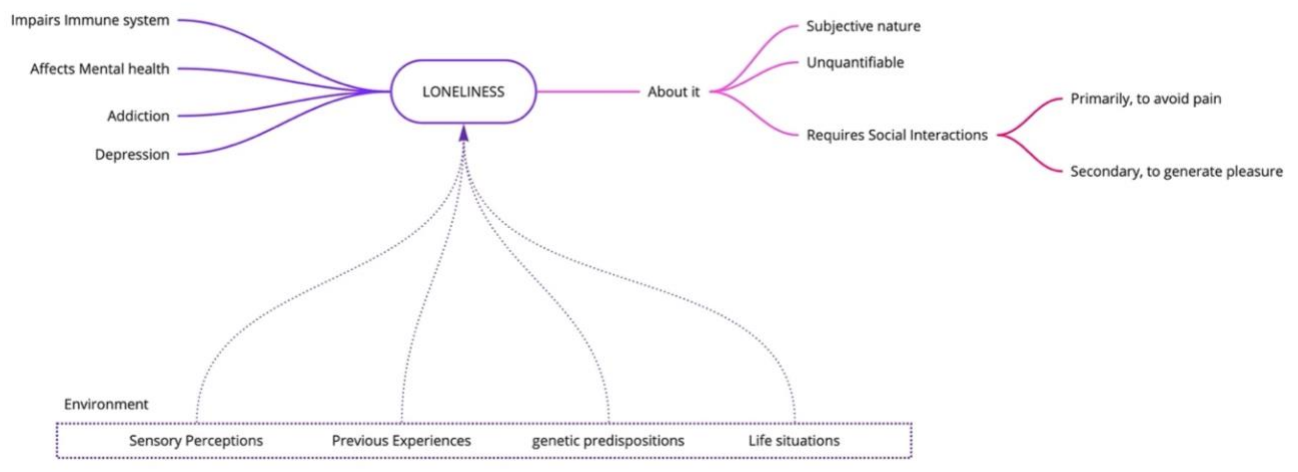 Impairs Immune system
Affects Mental health
Addiction
Depression
LONELINESS
About it
Subjective nature
Unquantifiable
Requires Social Interactions
Primarily, to avoid pain
Secondary, to generate pleasure
Environment
Sensory Perceptions
Previous Experiences
genetic predispositions
Life situations